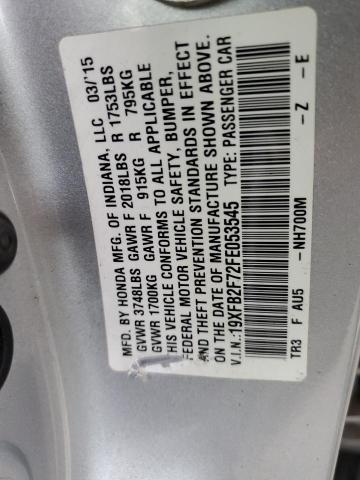 MFD. BY HONDA MFG. OF INDIANA, LLC 03/'15
GVWR 3748LBS GAWR F 2018LBS R 1753LBS
GVWR 1700KG GAWR F 915KG R 795KG
THIS VEHICLE CONFORMS TO ALL APPLICABLE
FEDERAL MOTOR VEHICLE SAFETY, BUMPER,
AND THEFT PREVENTION STANDARDS IN EFFECT
ON THE DATE OF MANUFACTURE SHOWN ABOVE.
V.I.N.:19XFB2F72FE053545 TYPE: PASSENGER CAR
TR3 F AU5 -NH700M -Z -E